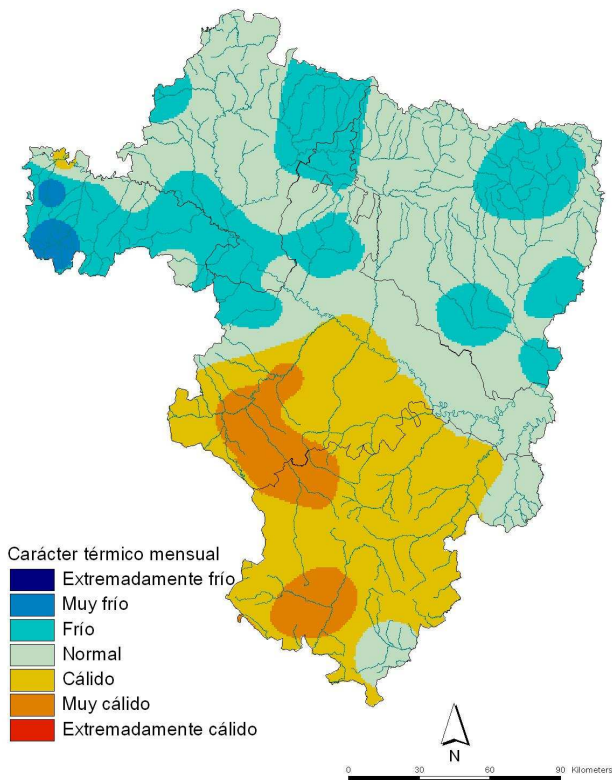 Carácter térmico mensual
Extremadamente frío
Muy frío
Frío
Normal
Cálido
Muy cálido
Extremadamente cálido
N
0 30 60 90 Kilometers